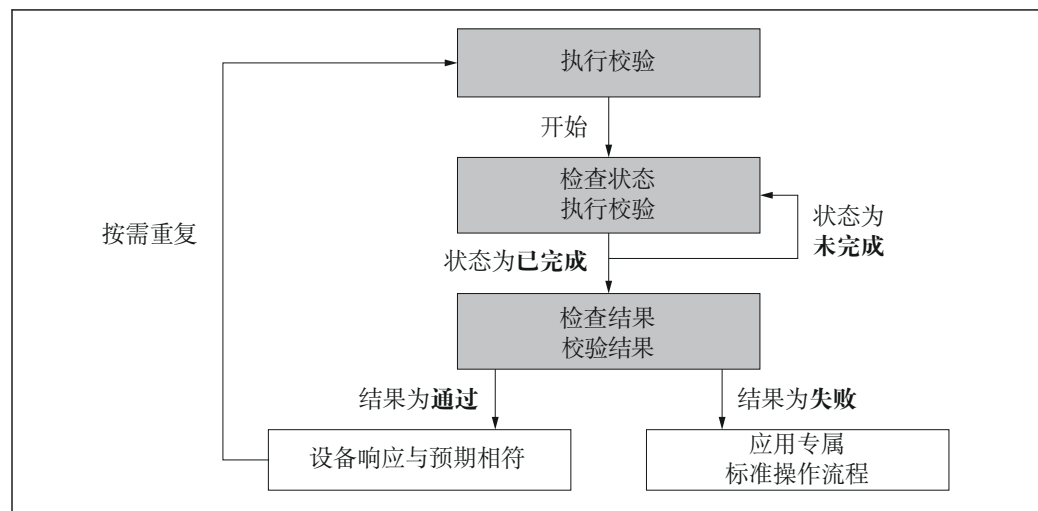 执行校验
开始
检查状态
执行校验
按需重复
状态为
未完成
状态为已完成
检查结果
校验结果
结果为通过
结果为失败
设备响应与预期相符
应用专属
标准操作流程